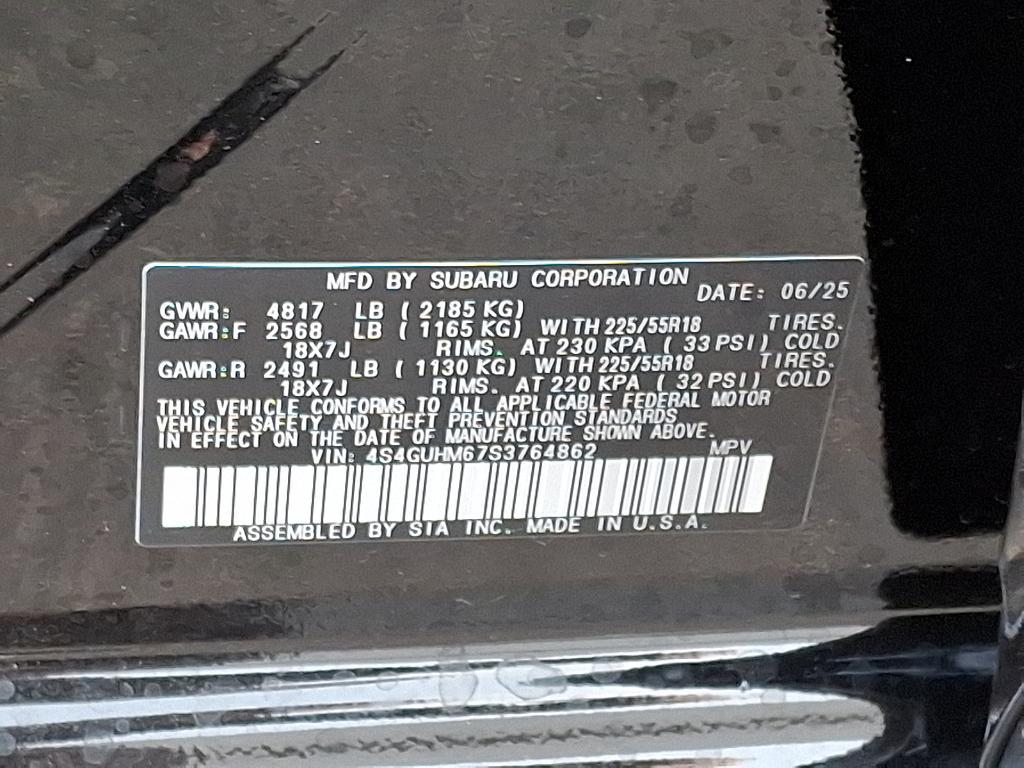 MFD BY SUBARU CORPORATION
DATE: 06/25
GVWR: 4817 LB ( 2185 KG)
GAWR:F 2568 LB ( 1165 KG) WITH 225/55R18 TIRES.
18X7J RIMS. AT 230 KPA ( 33 PSI) COLD
GAWR:R 2491 LB ( 1130 KG) WITH 225/55R18 TIRES.
18X7J RIMS. AT 220 KPA ( 32 PSI) COLD
THIS VEHICLE CONFORMS TO ALL APPLICABLE FEDERAL MOTOR
VEHICLE SAFETY AND THEFT PREVENTION STANDARDS
IN EFFECT ON THE DATE OF MANUFACTURE SHOWN ABOVE.
VIN: 4S4GUHM67S3764862 MPV
ASSEMBLED BY SIA INC. MADE IN U.S.A.